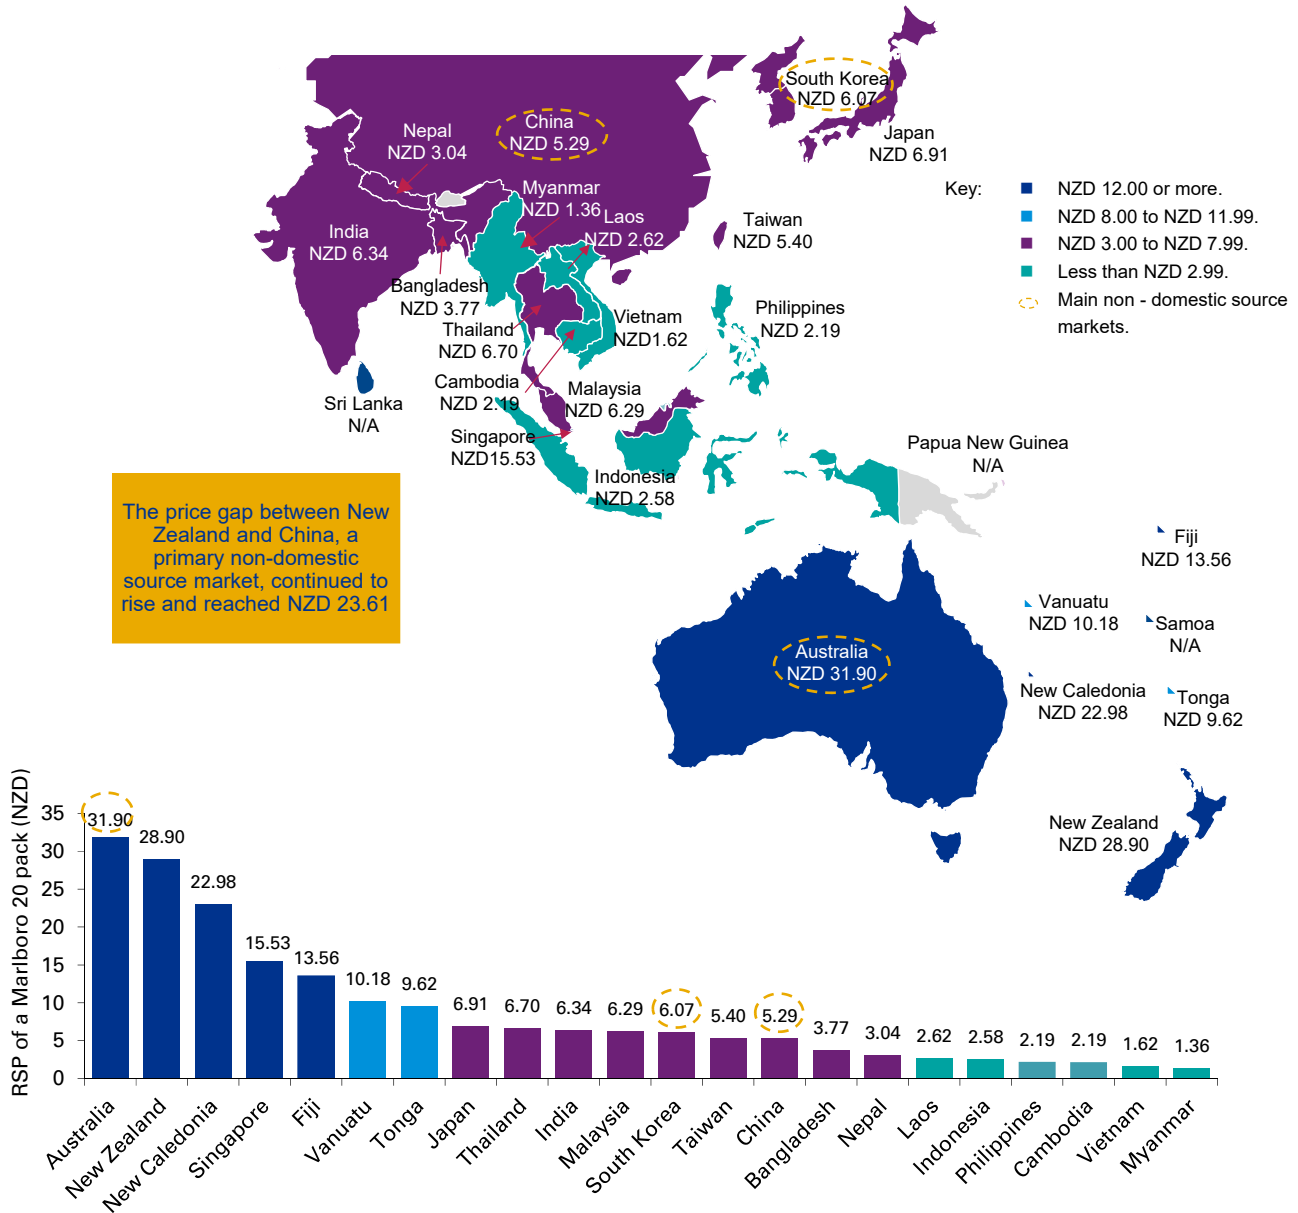 South Korea
NZD 6.07
Japan
NZD 6.91
China
NZD 5.29
Nepal
NZD 3.04
Myanmar
NZD 1.36
Laos
NZD 2.62
Taiwan
NZD 5.40
India
NZD 6.34
Bangladesh
NZD 3.77
Thailand
NZD 6.70
Vietnam
NZD1.62
Philippines
NZD 2.19
Cambodia
NZD 2.19
Malaysia
NZD 6.29
Sri Lanka
N/A
Singapore
NZD15.53
Indonesia
NZD 2.58
Papua New Guinea
N/A
Key:
NZD 12.00 or more.
NZD 8.00 to NZD 11.99.
NZD 3.00 to NZD 7.99.
Less than NZD 2.99.
Main non - domestic source
markets.
The price gap between New
Zealand and China, a
primary non-domestic
source market, continued to
rise and reached NZD 23.61
Fiji
NZD 13.56
Vanuatu
NZD 10.18
Samoa
N/A
Australia
NZD 31.90
New Caledonia
NZD 22.98
Tonga
NZD 9.62
New Zealand
NZD 28.90
RSP of a Marlboro 20 pack (NZD)
35
30
25
20
15
10
5
0
31.90
28.90
22.98
15.53
13.56
10.18
9.62
6.91
6.70
6.34
6.29
6.07
5.40
5.29
3.77
3.04
2.62
2.58
2.19
2.19
1.62
1.36
Australia
New Zealand
New Caledonia
Singapore
Fiji
Vanuatu
Tonga
Japan
Thailand
India
Malaysia
South Korea
Taiwan
China
Bangladesh
Nepal
Laos
Indonesia
Philippines
Cambodia
Vietnam
Myanmar